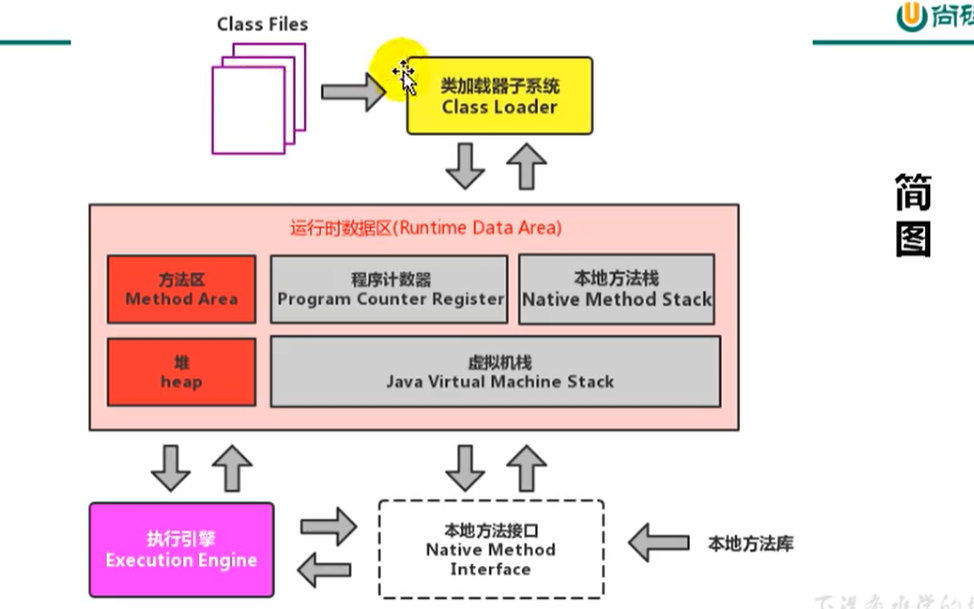 Class Files
尚硅
类加载器子系统
Class Loader
简
图
运行时数据区(Runtime Data Area)
方法区
Method Area
程序计数器
Program Counter Register
本地方法栈
Native Method Stack
堆
heap
虚拟机栈
Java Virtual Machine Stack
执行引擎
Execution Engine
本地方法接口
Native Method
Interface
本地方法库